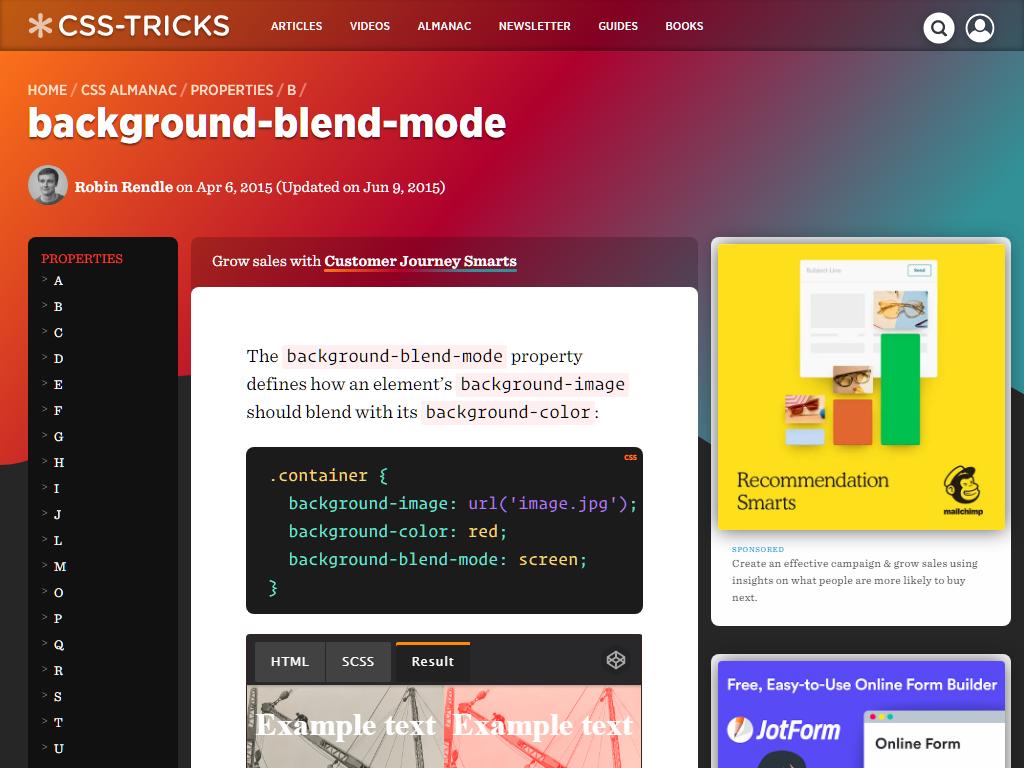 CSS-TRICKS
ARTICLES VIDEOS ALMANAC NEWSLETTER GUIDES BOOKS
HOME / CSS ALMANAC / PROPERTIES / B /
background-blend-mode
Robin Rendle on Apr 6, 2015 (Updated on Jun 9, 2015)
PROPERTIES
> A
> B
> C
> D
> E
> F
> G
> H
> I
> J
> L
> M
> O
> P
> Q
> R
> S
> T
> U
Grow sales with Customer Journey Smarts
The background-blend-mode property
defines how an element’s background-image
should blend with its background-color:
CSS
.container {
background-image: url('image.jpg');
background-color: red;
background-blend-mode: screen;
}
HTML SCSS Result
Example text Example text
Subject Line Send
Recommendation
Smarts
mailchimp
SPONSORED
Create an effective campaign & grow sales using
insights on what people are more likely to buy
next.
Free, Easy-to-Use Online Form Builder
JotForm
Online Form